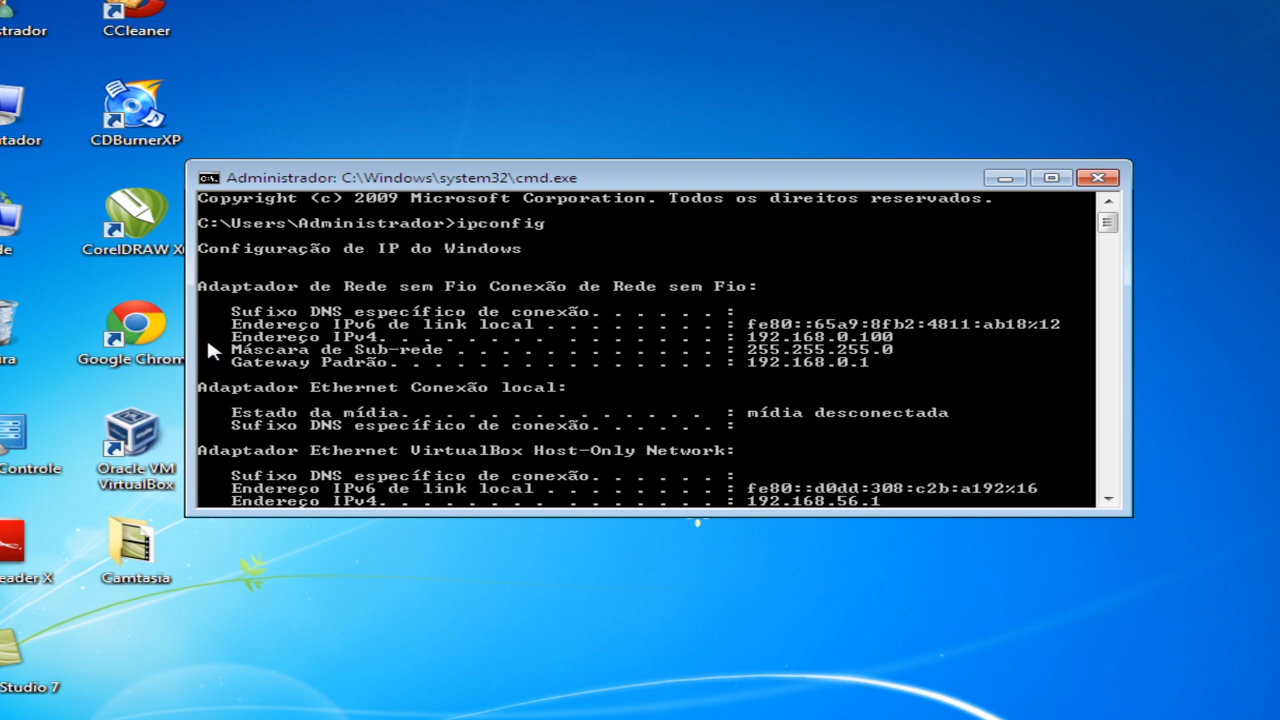 strador
CCleaner
tador
CDBurnerXP
de
CorelDRAW X
ira
Google Chrom
Controle
Oracle VM
VirtualBox
eader X
Camtasia
Studio 7
Administrador: C:\Windows\system32\cmd.exe
Copyright (c) 2009 Microsoft Corporation. Todos os direitos reservados.
C:\Users\Administrador>ipconfig
Configuração de IP do Windows
Adaptador de Rede sem Fio Conexão de Rede sem Fio:
Sufixo DNS específico de conexão. . . . . . :
Endereço IPv6 de link local . . . . . . . . : fe80::65a9:8fb2:4811:ab18%12
Endereço IPv4. . . . . . . . . . . . . . . : 192.168.0.100
Máscara de Sub-rede . . . . . . . . . . . . : 255.255.255.0
Gateway Padrão. . . . . . . . . . . . . . . : 192.168.0.1
Adaptador Ethernet Conexão local:
Estado da mídia. . . . . . . . . . . . . . : mídia desconectada
Sufixo DNS específico de conexão. . . . . . :
Adaptador Ethernet VirtualBox Host-Only Network:
Sufixo DNS específico de conexão. . . . . . :
Endereço IPv6 de link local . . . . . . . . : fe80::d0dd:308:c2b:a192%16
Endereço IPv4. . . . . . . . . . . . . . . : 192.168.56.1